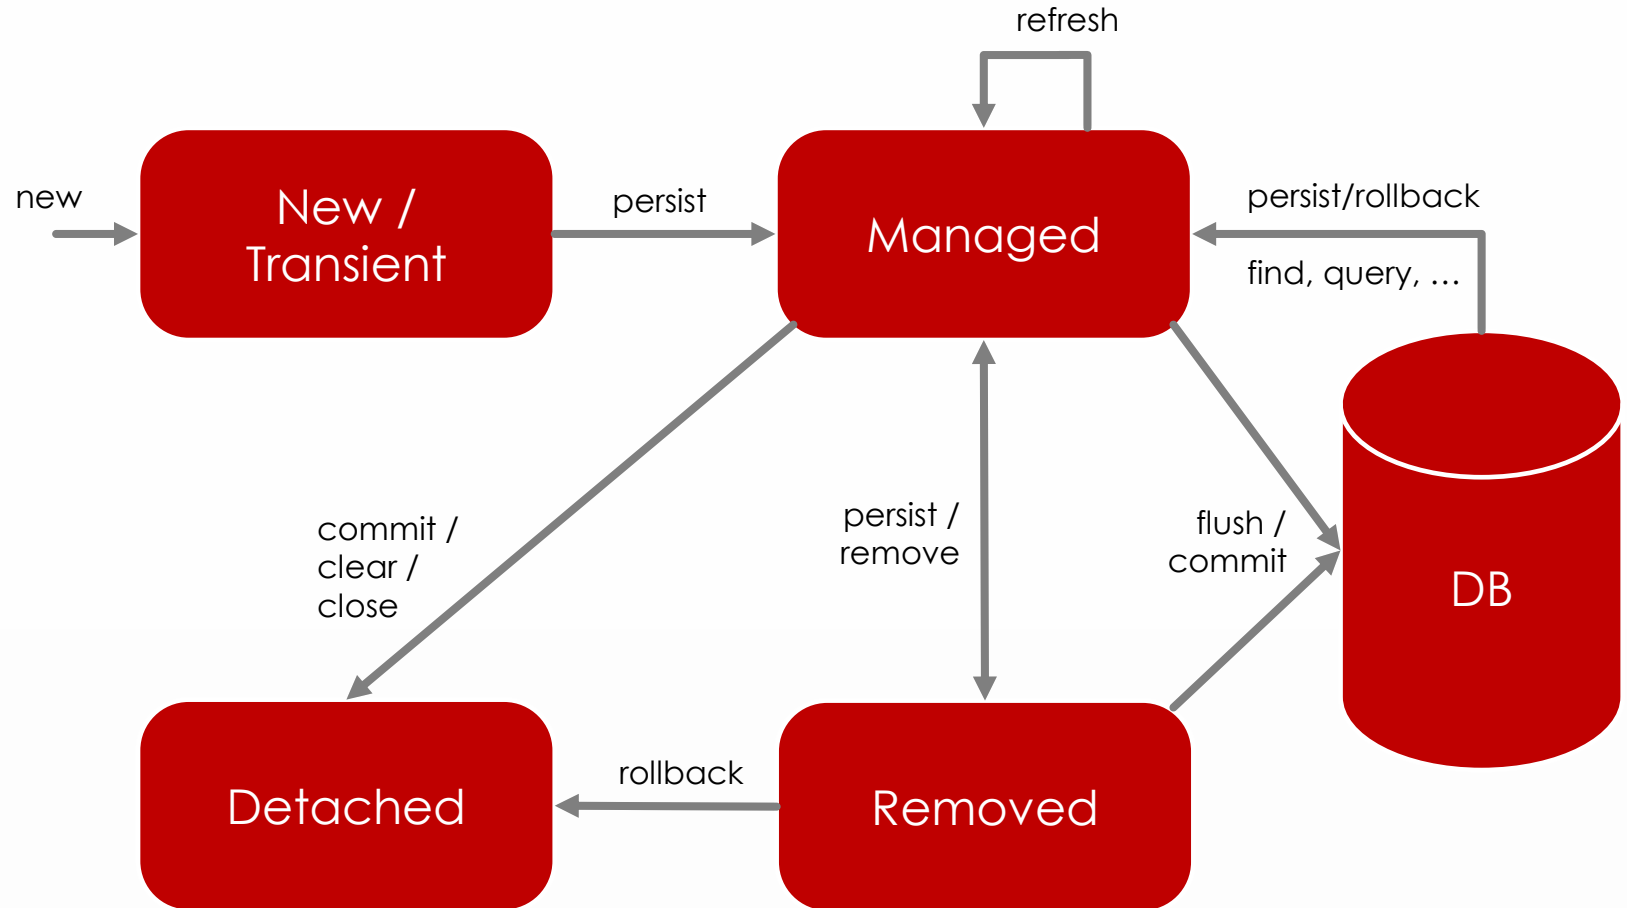 refresh
new
New /
Transient
persist
Managed
persist/rollback
find, query, ...
commit /
clear /
close
persist /
remove
flush /
commit
DB
Detached
rollback
Removed